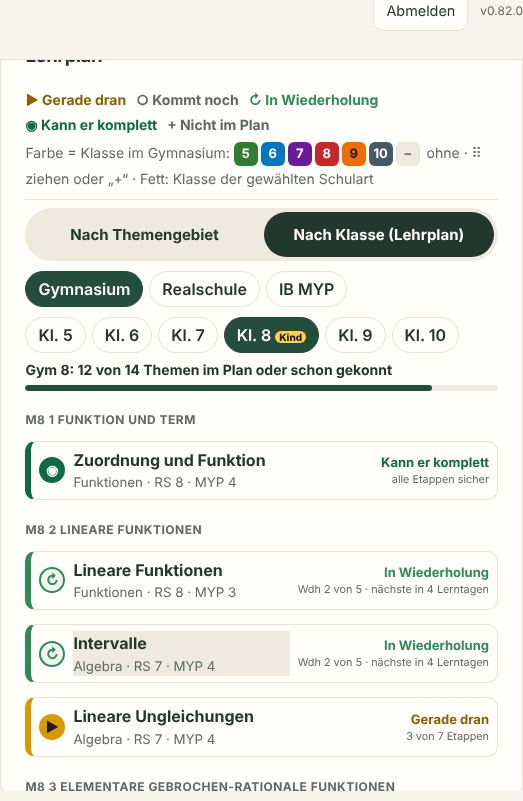 Abmelden v0.82.0
Lehrplan
▶ Gerade dran ○ Kommt noch ↻ In Wiederholung
◉ Kann er komplett + Nicht im Plan
Farbe = Klasse im Gymnasium: 5 6 7 8 9 10 – ohne · ⠿
ziehen oder „+“ · Fett: Klasse der gewählten Schulart
Nach Themengebiet Nach Klasse (Lehrplan)
Gymnasium Realschule IB MYP
Kl. 5 Kl. 6 Kl. 7 Kl. 8 Kind Kl. 9 Kl. 10
Gym 8: 12 von 14 Themen im Plan oder schon gekonnt
M8 1 FUNKTION UND TERM
Zuordnung und Funktion Kann er komplett
Funktionen · RS 8 · MYP 4 alle Etappen sicher
M8 2 LINEARE FUNKTIONEN
Lineare Funktionen In Wiederholung
Funktionen · RS 8 · MYP 3 Wdh 2 von 5 · nächste in 4 Lerntagen
Intervalle In Wiederholung
Algebra · RS 7 · MYP 4 Wdh 2 von 5 · nächste in 4 Lerntagen
Lineare Ungleichungen Gerade dran
Algebra · RS 7 · MYP 4 3 von 7 Etappen
M8 3 ELEMENTARE GEBROCHEN-RATIONALE FUNKTIONEN